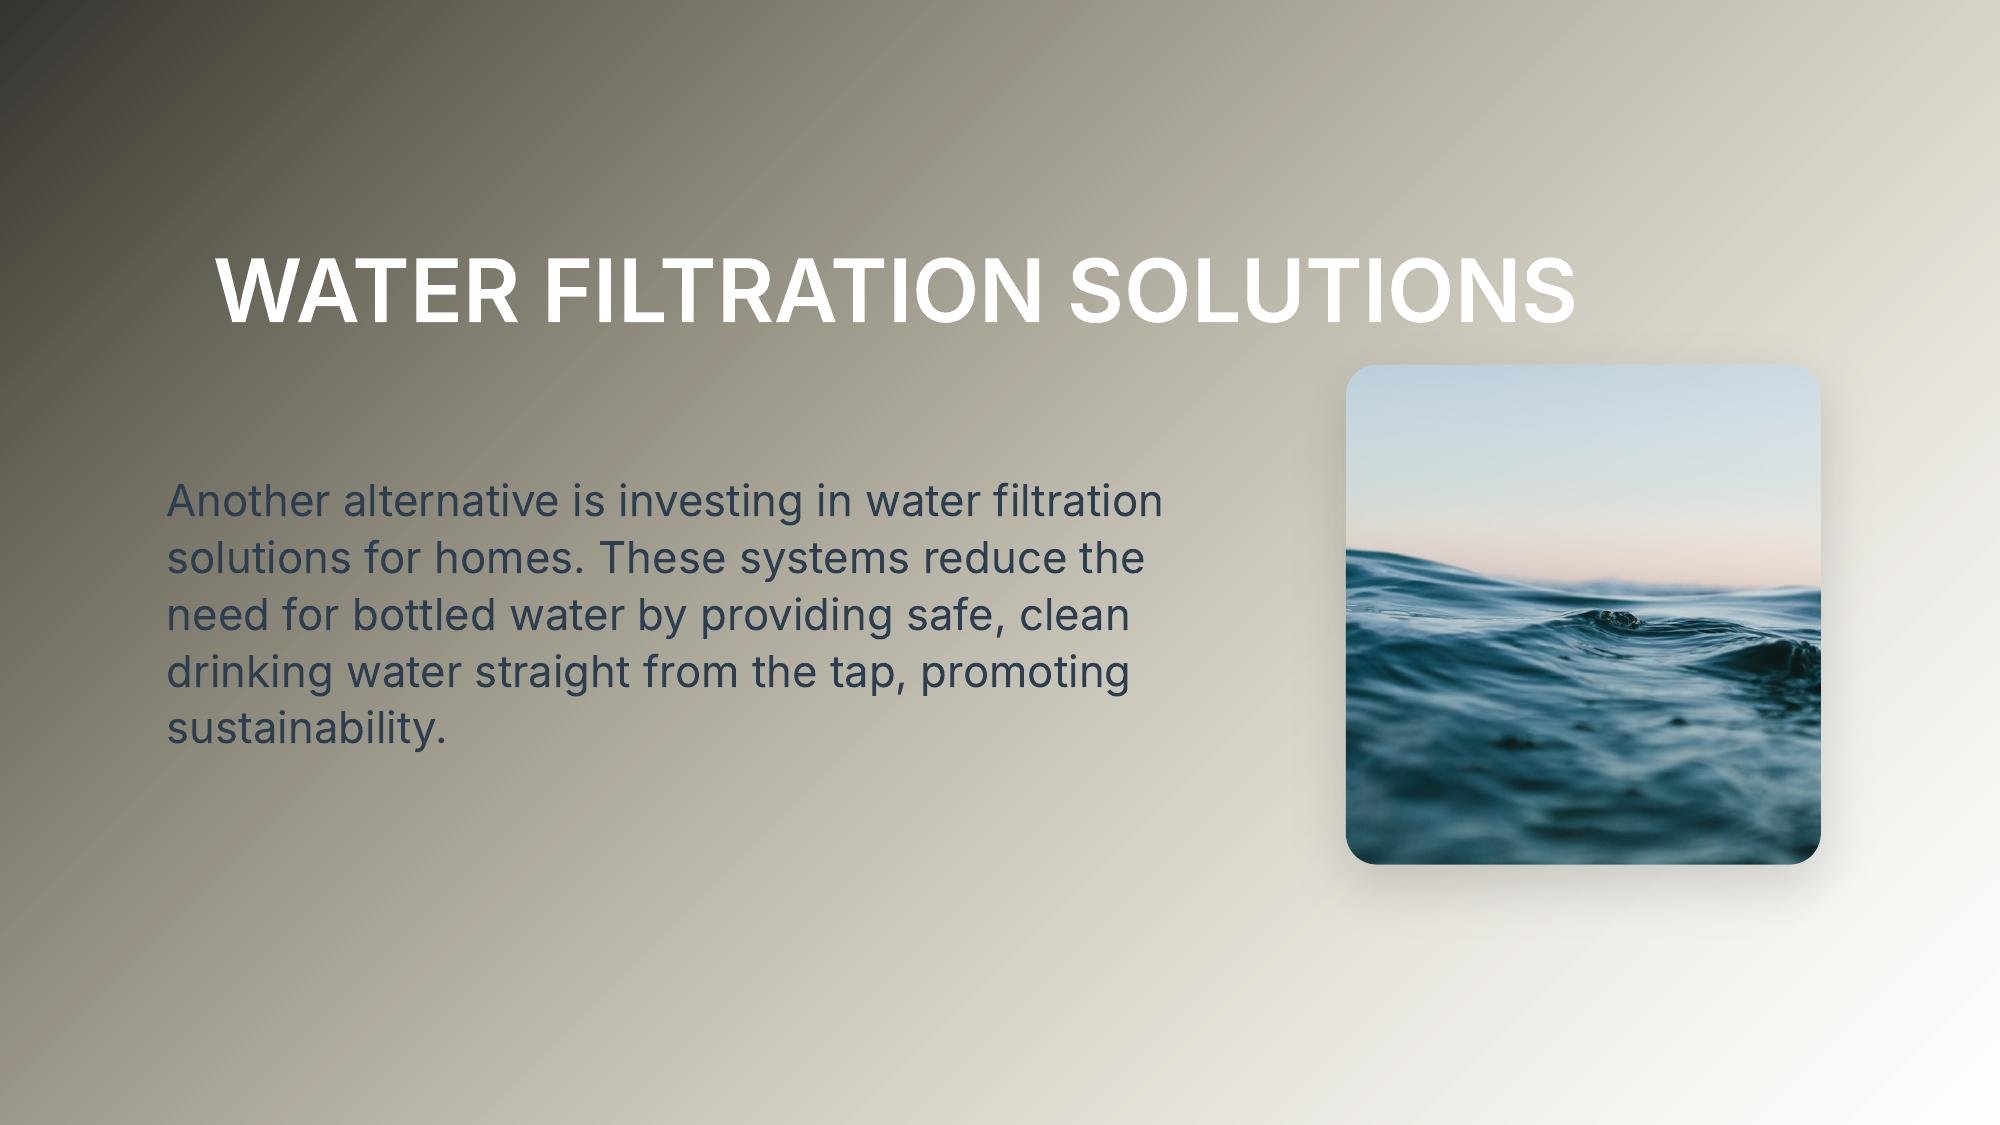 WATER FILTRATION SOLUTIONS
Another alternative is investing in water filtration
solutions for homes. These systems reduce the
need for bottled water by providing safe, clean
drinking water straight from the tap, promoting
sustainability.